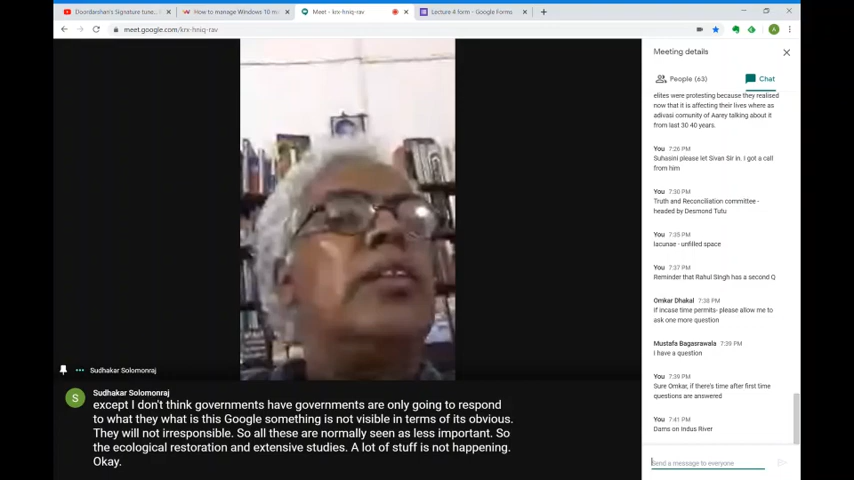 Doordarshan's Signature tune...
How to manage Windows 10 m
Meet - krx-hniq-rav
Lecture 4 form - Google Forms
meet.google.com/krx-hniq-rav
Meeting details
People (63)
Chat
elites were protesting because they realised
now that it is affecting their lives where as
adivasi comunity of Aarey talking about it
from last 30-40 years.
You 7:26 PM
Suhasini please let Sivan Sir in. I got a call
from him
You 7:30 PM
Truth and Reconciliation committee -
headed by Desmond Tutu
You 7:35 PM
lacunae - unfilled space
You 7:37 PM
Reminder that Rahul Singh has a second Q
Omkar Dhakal 7:38 PM
if incase time permits- please allow me to
ask one more question
Mustafa Bagasrawala 7:39 PM
I have a question
You 7:39 PM
Sure Omkar, if there's time after first time
questions are answered
You 7:41 PM
Dams on Indus River
Send a message to everyone
Sudhakar Solomonraj
S
Sudhakar Solomonraj
except I don't think governments have governments are only going to respond
to what they what is this Google something is not visible in terms of its obvious.
They will not irresponsible. So all these are normally seen as less important. So
the ecological restoration and extensive studies. A lot of stuff is not happening.
Okay.